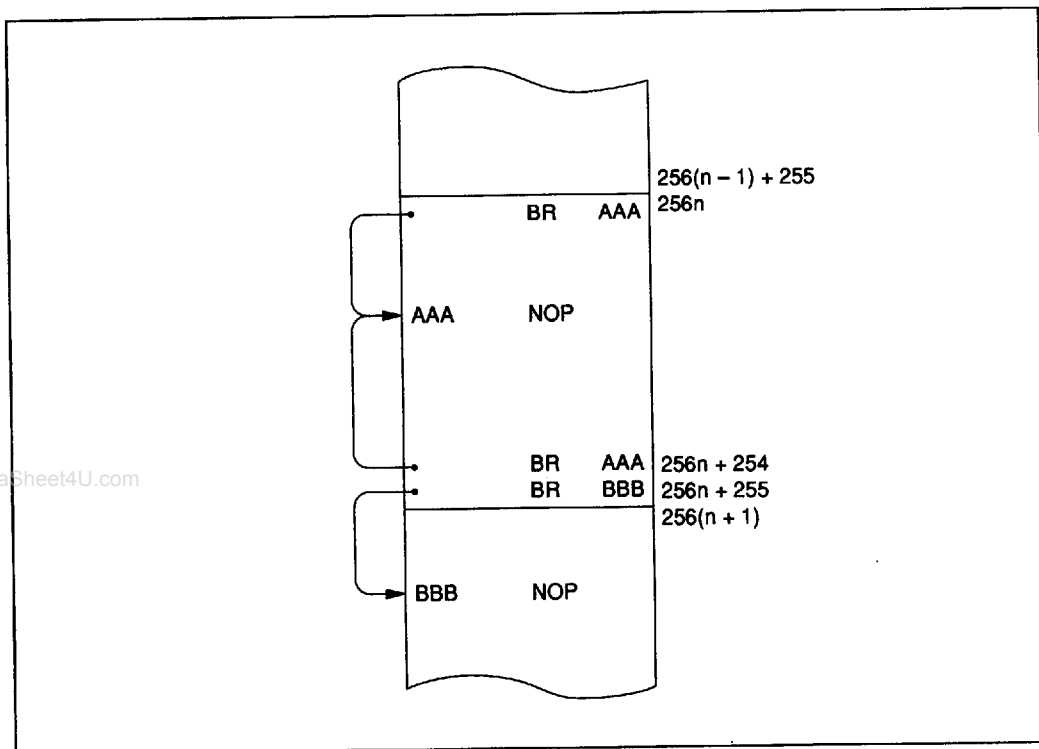 256(n – 1) + 255
BR AAA 256n
AAA NOP
BR AAA 256n + 254
aSheet4U.com
BR BBB 256n + 255
256(n + 1)
BBB NOP